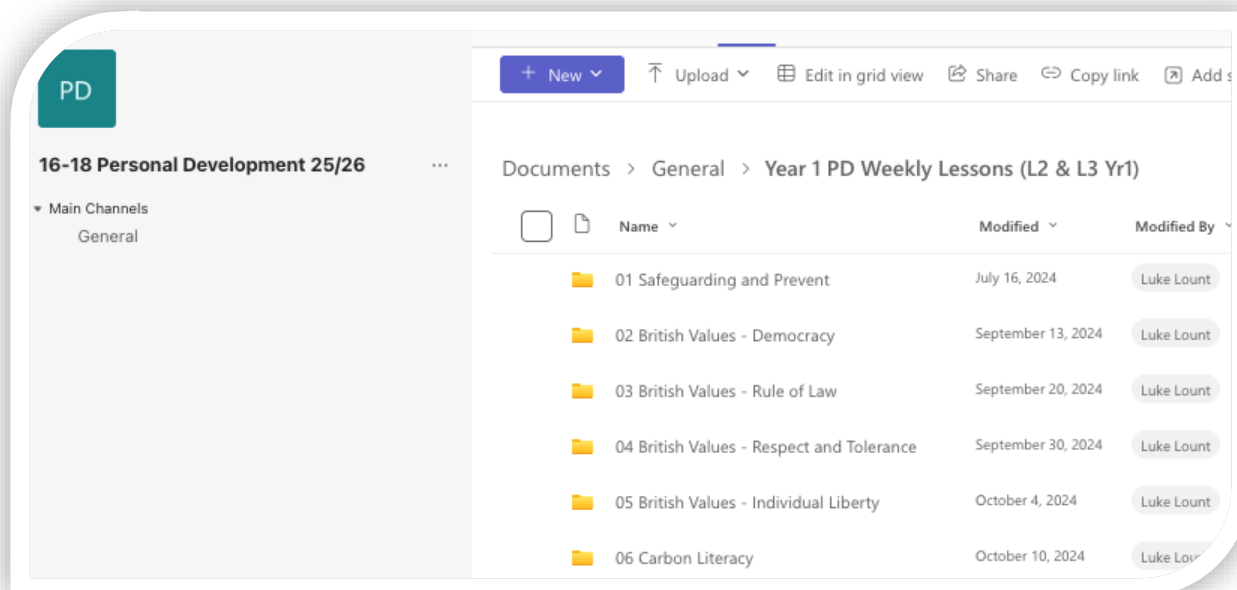 PD
16-18 Personal Development 25/26
Main Channels
General
New
Upload
Edit in grid view
Share
Copy link
Add
Documents > General > Year 1 PD Weekly Lessons (L2 & L3 Yr1)
Name Modified Modified By
01 Safeguarding and Prevent July 16, 2024 Luke Lount
02 British Values - Democracy September 13, 2024 Luke Lount
03 British Values - Rule of Law September 20, 2024 Luke Lount
04 British Values - Respect and Tolerance September 30, 2024 Luke Lount
05 British Values - Individual Liberty October 4, 2024 Luke Lount
06 Carbon Literacy October 10, 2024 Luke